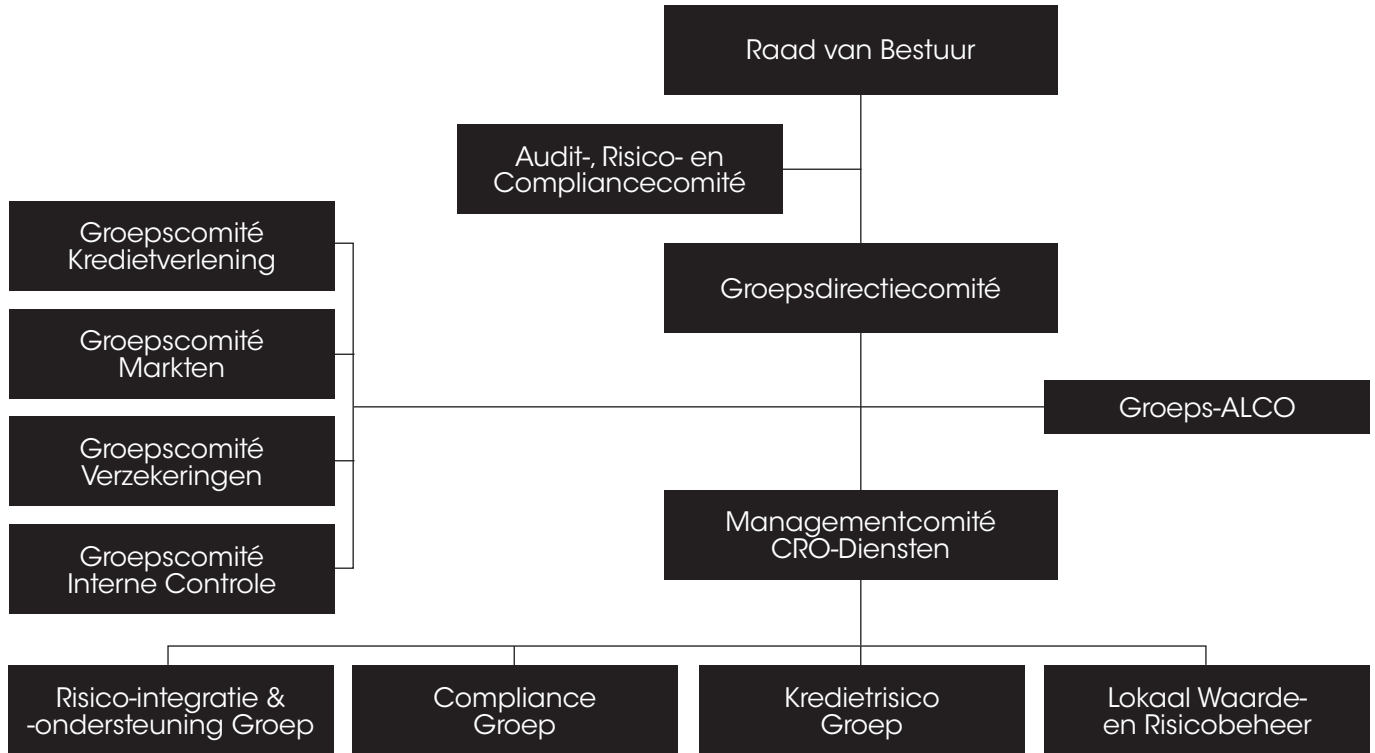 Raad van Bestuur
Audit-, Risico- en
Compliancecomité
Groepscomité
Kredietverlening
Groepsdirectiecomité
Groepscomité
Markten
Groeps-ALCO
Groepscomité
Verzekeringen
Managementcomité
CRO-Diensten
Groepscomité
Interne Controle
Risico-integratie &
-ondersteuning Groep
Compliance
Groep
Kredietrisico
Groep
Lokaal Waarde-
en Risicobeheer